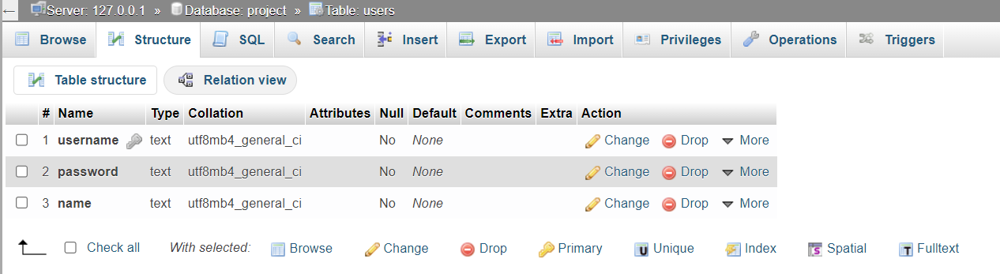 ← Server: 127.0.0.1 » Database: project » Table: users
Browse Structure SQL Search Insert Export Import Privileges Operations Triggers
Table structure Relation view
# Name Type Collation Attributes Null Default Comments Extra Action
1 username text utf8mb4_general_ci No None Change Drop More
2 password text utf8mb4_general_ci No None Change Drop More
3 name text utf8mb4_general_ci No None Change Drop More
Check all With selected: Browse Change Drop Primary U Unique Index S Spatial T Fulltext